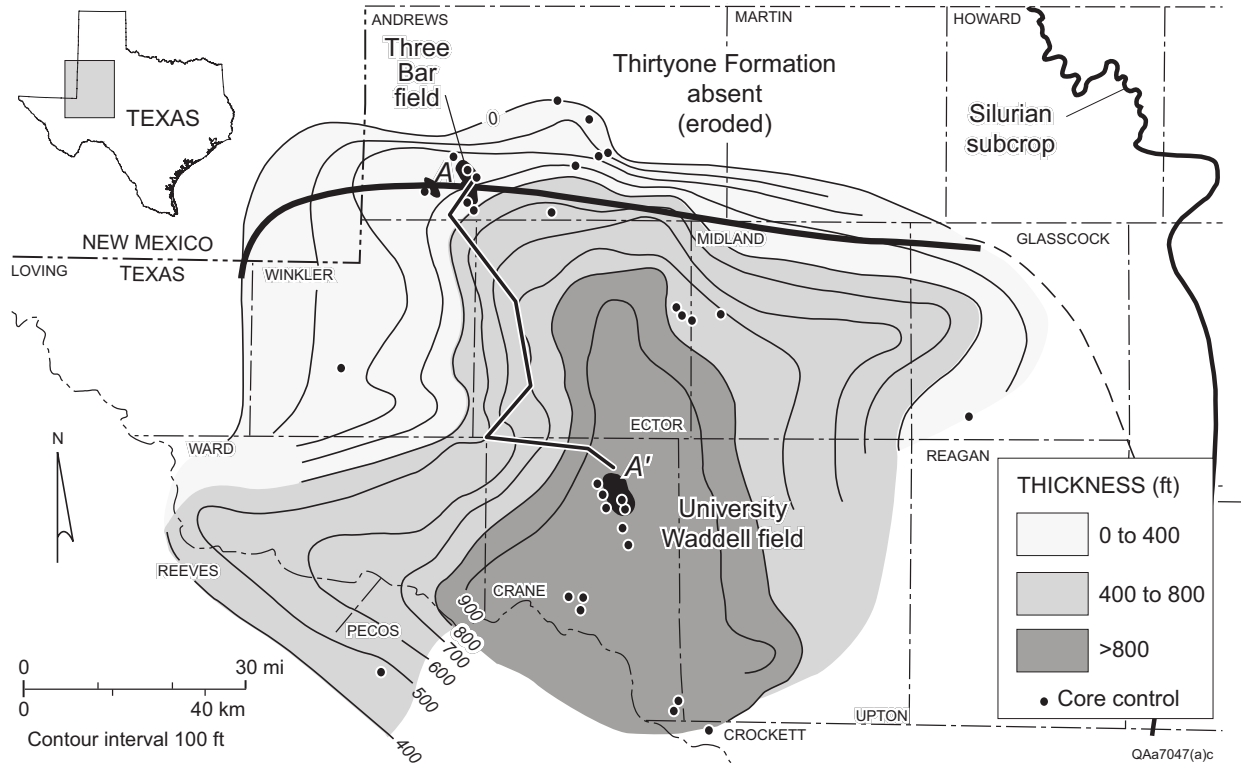 ANDREWS
MARTIN
HOWARD
Three
Bar
field
Thirtyone Formation
absent
(eroded)
Silurian
subcrop
TEXAS
0
A
NEW MEXICO
TEXAS
LOVING
WINKLER
MIDLAND
GLASSCOCK
N
WARD
ECTOR
REAGAN
A'
University
Waddell field
THICKNESS (ft)
0 to 400
400 to 800
>800
Core control
REEVES
CRANE
PECOS
900
800
700
600
500
400
UPTON
CROCKETT
0 30 mi
0 40 km
Contour interval 100 ft
QAa7047(a)c